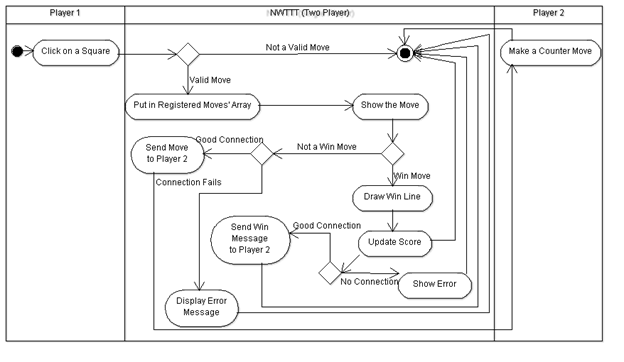 Player 1
NWTTT (Two Player)
Player 2
Click on a Square
Not a Valid Move
Make a Counter Move
Valid Move
Put in Registered Moves' Array
Show the Move
Good Connection
Not a Win Move
Send Move
to Player 2
Connection Fails
Win Move
Draw Win Line
Good Connection
Send Win
Message
to Player 2
Update Score
No Connection
Show Error
Display Error
Message